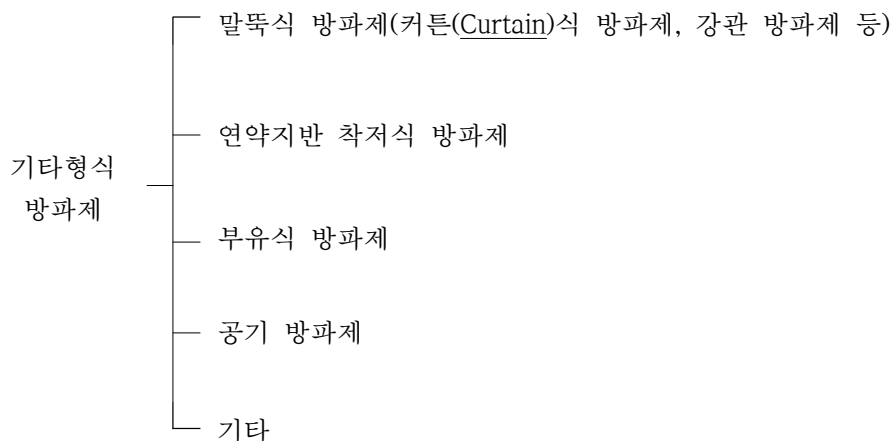 말뚝식 방파제(커튼(Curtain)식 방파제, 강관 방파제 등)
연약지반 착저식 방파제
기타형식
방파제
부유식 방파제
공기 방파제
기타